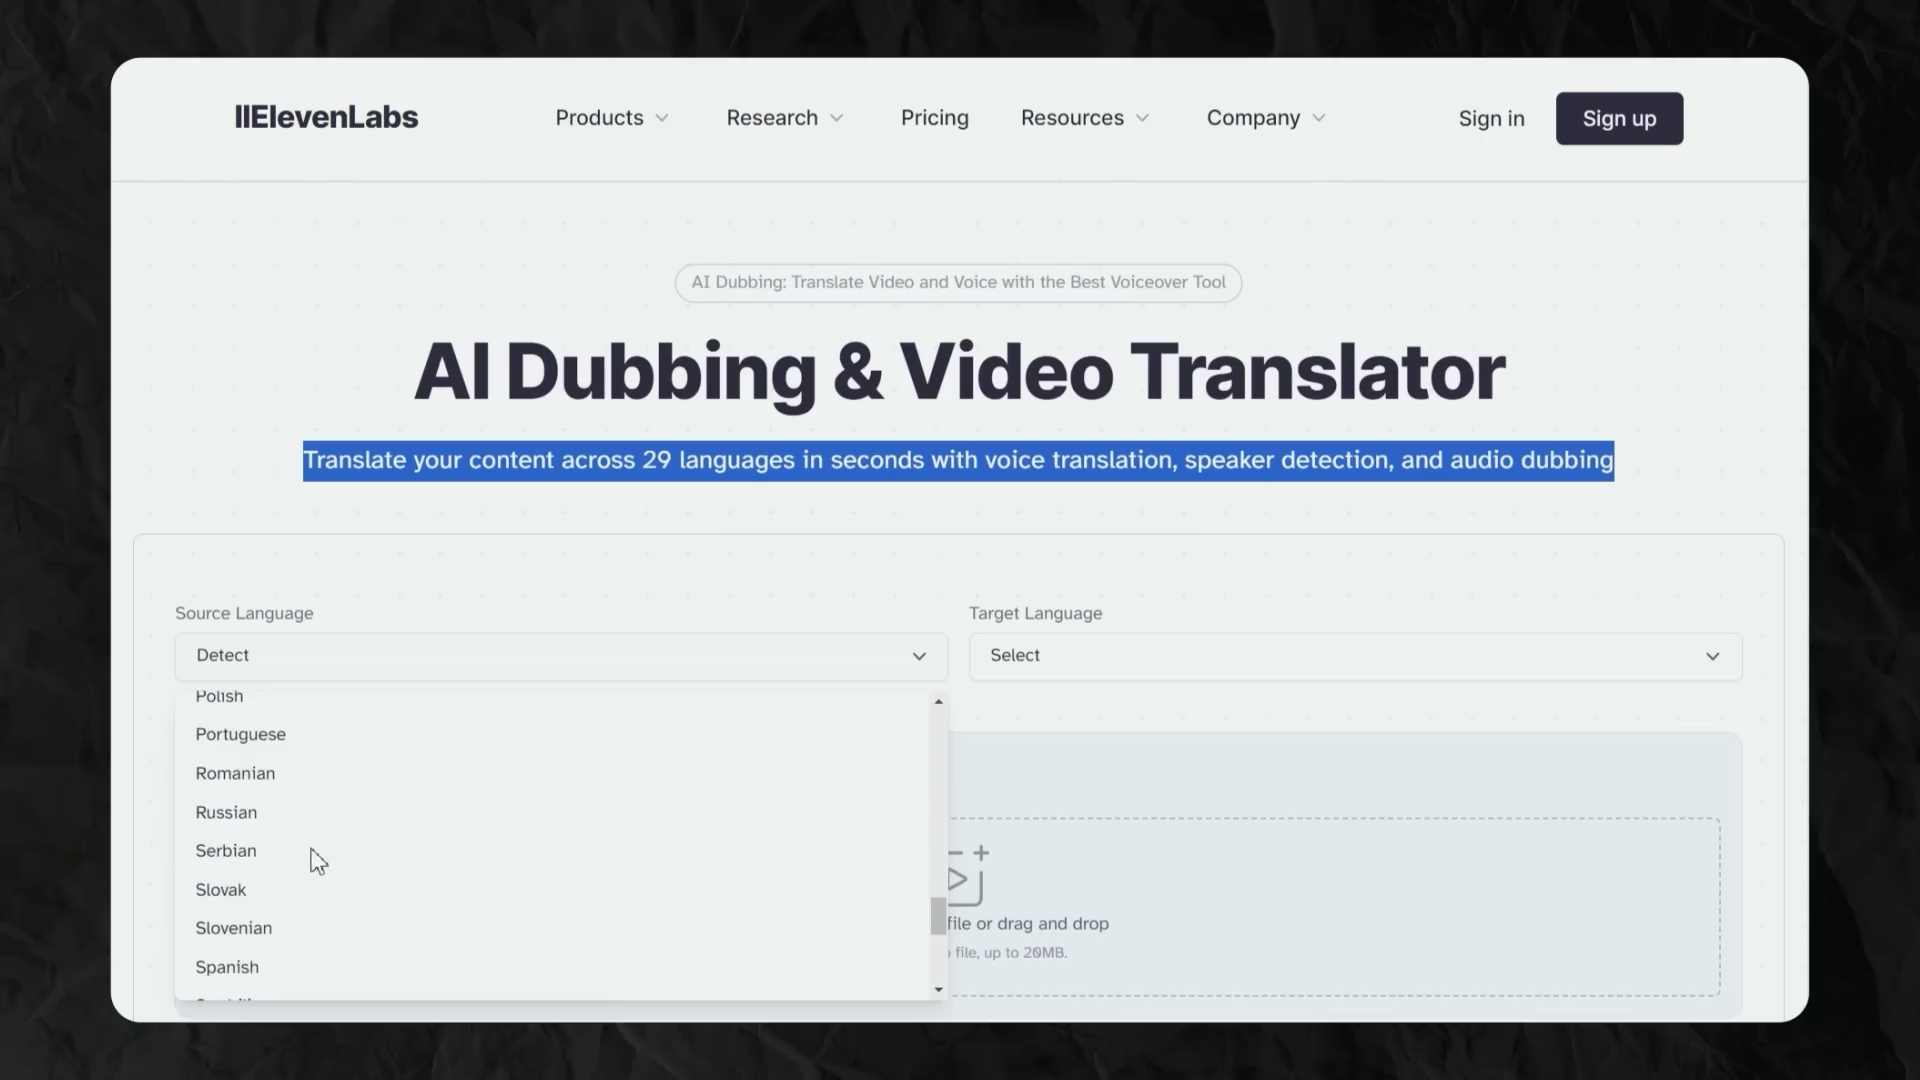 IIElevenLabs
Products
Research
Pricing
Resources
Company
Sign in
Sign up
AI Dubbing: Translate Video and Voice with the Best Voiceover Tool
AI Dubbing & Video Translator
Translate your content across 29 languages in seconds with voice translation, speaker detection, and audio dubbing
Source Language
Target Language
Detect
Select
Polish
Portuguese
Romanian
Russian
Serbian
Slovak
Slovenian
Spanish
file or drag and drop
file, up to 20MB.